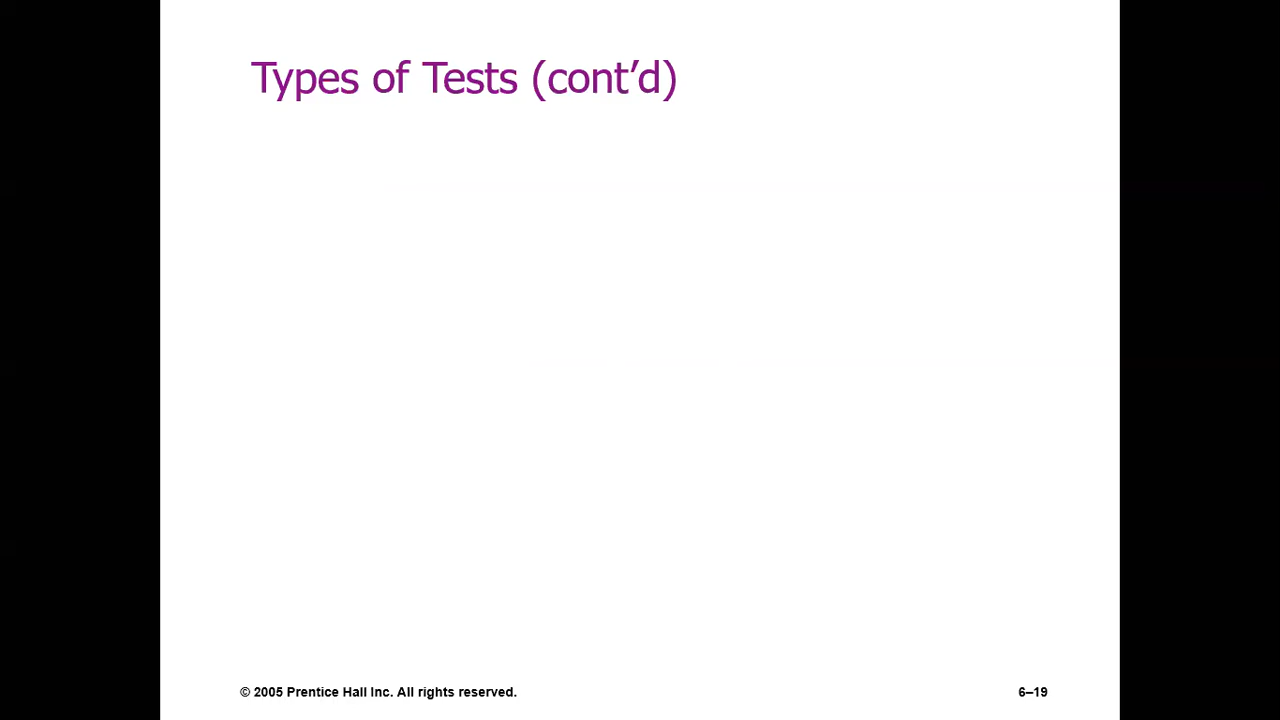 Types of Tests (cont’d)
© 2005 Prentice Hall Inc. All rights reserved.
6–19